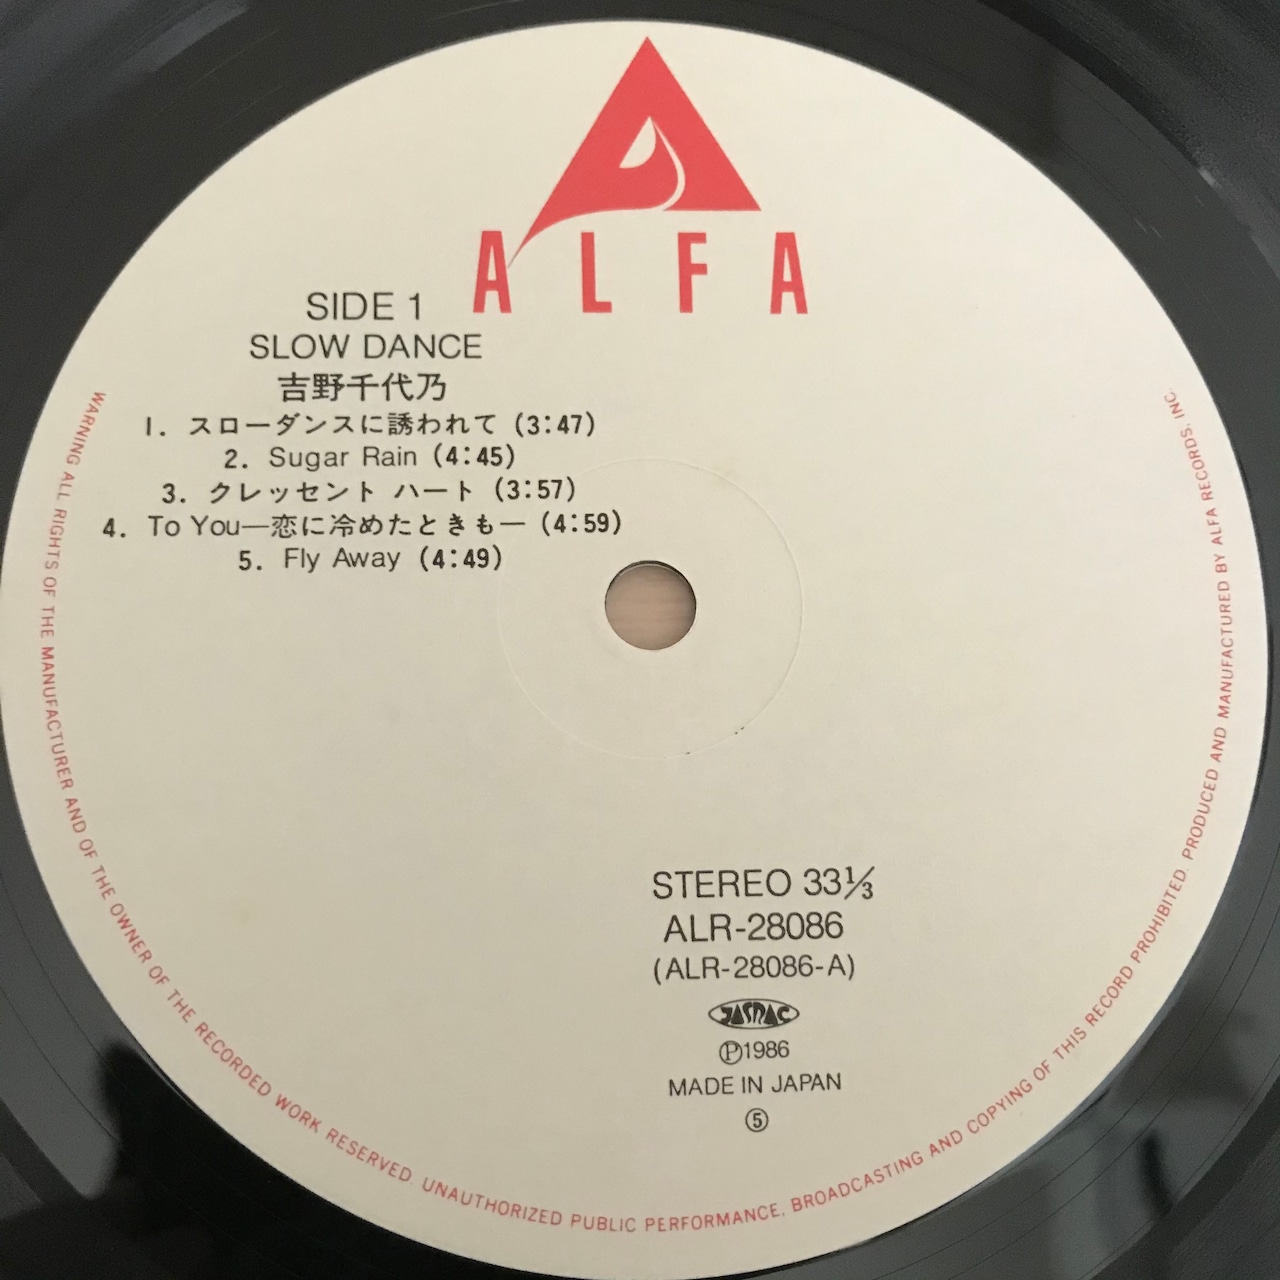 ALFA
SIDE 1
SLOW DANCE
吉野千代乃
1. スローダンスに誘われて (3:47)
2. Sugar Rain (4:45)
3. クレッセント ハート (3:57)
4. To You—恋に冷めたときも— (4:59)
5. Fly Away (4:49)
STEREO 33⅓
ALR-28086
(ALR-28086-A)
JASRAC
Ⓟ1986
MADE IN JAPAN
⑤
WARNING ALL RIGHTS OF THE MANUFACTURER AND OF THE OWNER OF THE RECORDED WORK RESERVED. UNAUTHORIZED PUBLIC PERFORMANCE, BROADCASTING AND COPYING OF THIS RECORD PROHIBITED. PRODUCED AND MANUFACTURED BY ALFA RECORDS, INC.